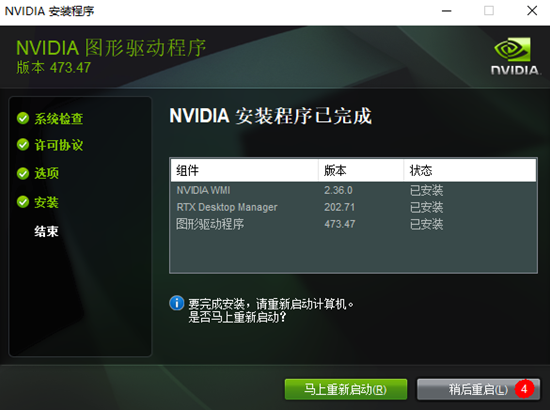 NVIDIA 安装程序
NVIDIA 图形驱动程序
版本 473.47
NVIDIA.
系统检查
许可协议
选项
安装
结束
NVIDIA 安装程序已完成
组件 版本 状态
NVIDIA WMI 2.36.0 已安装
RTX Desktop Manager 202.71 已安装
图形驱动程序 473.47 已安装
要完成安装，请重新启动计算机。
是否马上重新启动？
马上重新启动(R) 稍后重启(L) 4